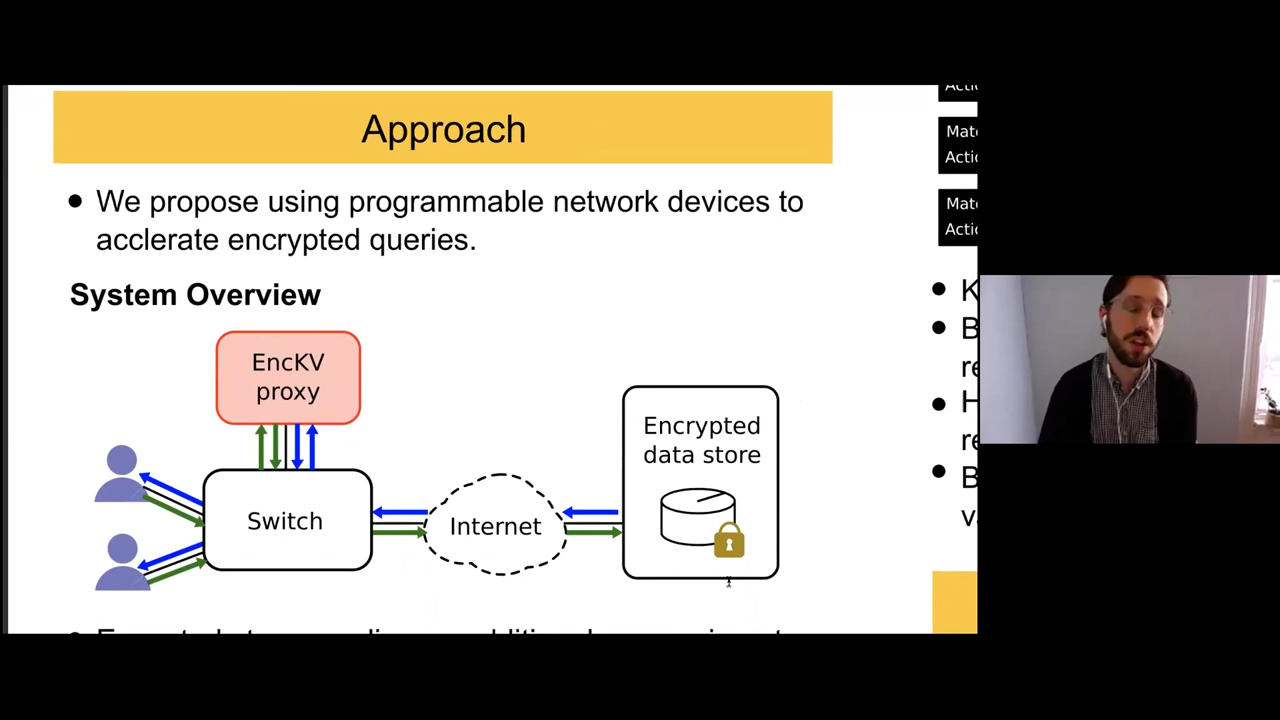 Approach
• We propose using programmable network devices to
acclerate encrypted queries.
System Overview
EncKV
proxy
Switch
Internet
Encrypted
data store